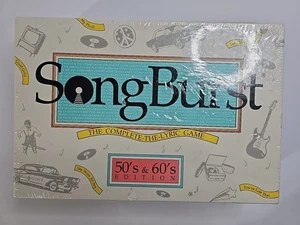 SongBurst
THE COMPLETE-THE-LYRIC GAME
50's & 60's
EDITION